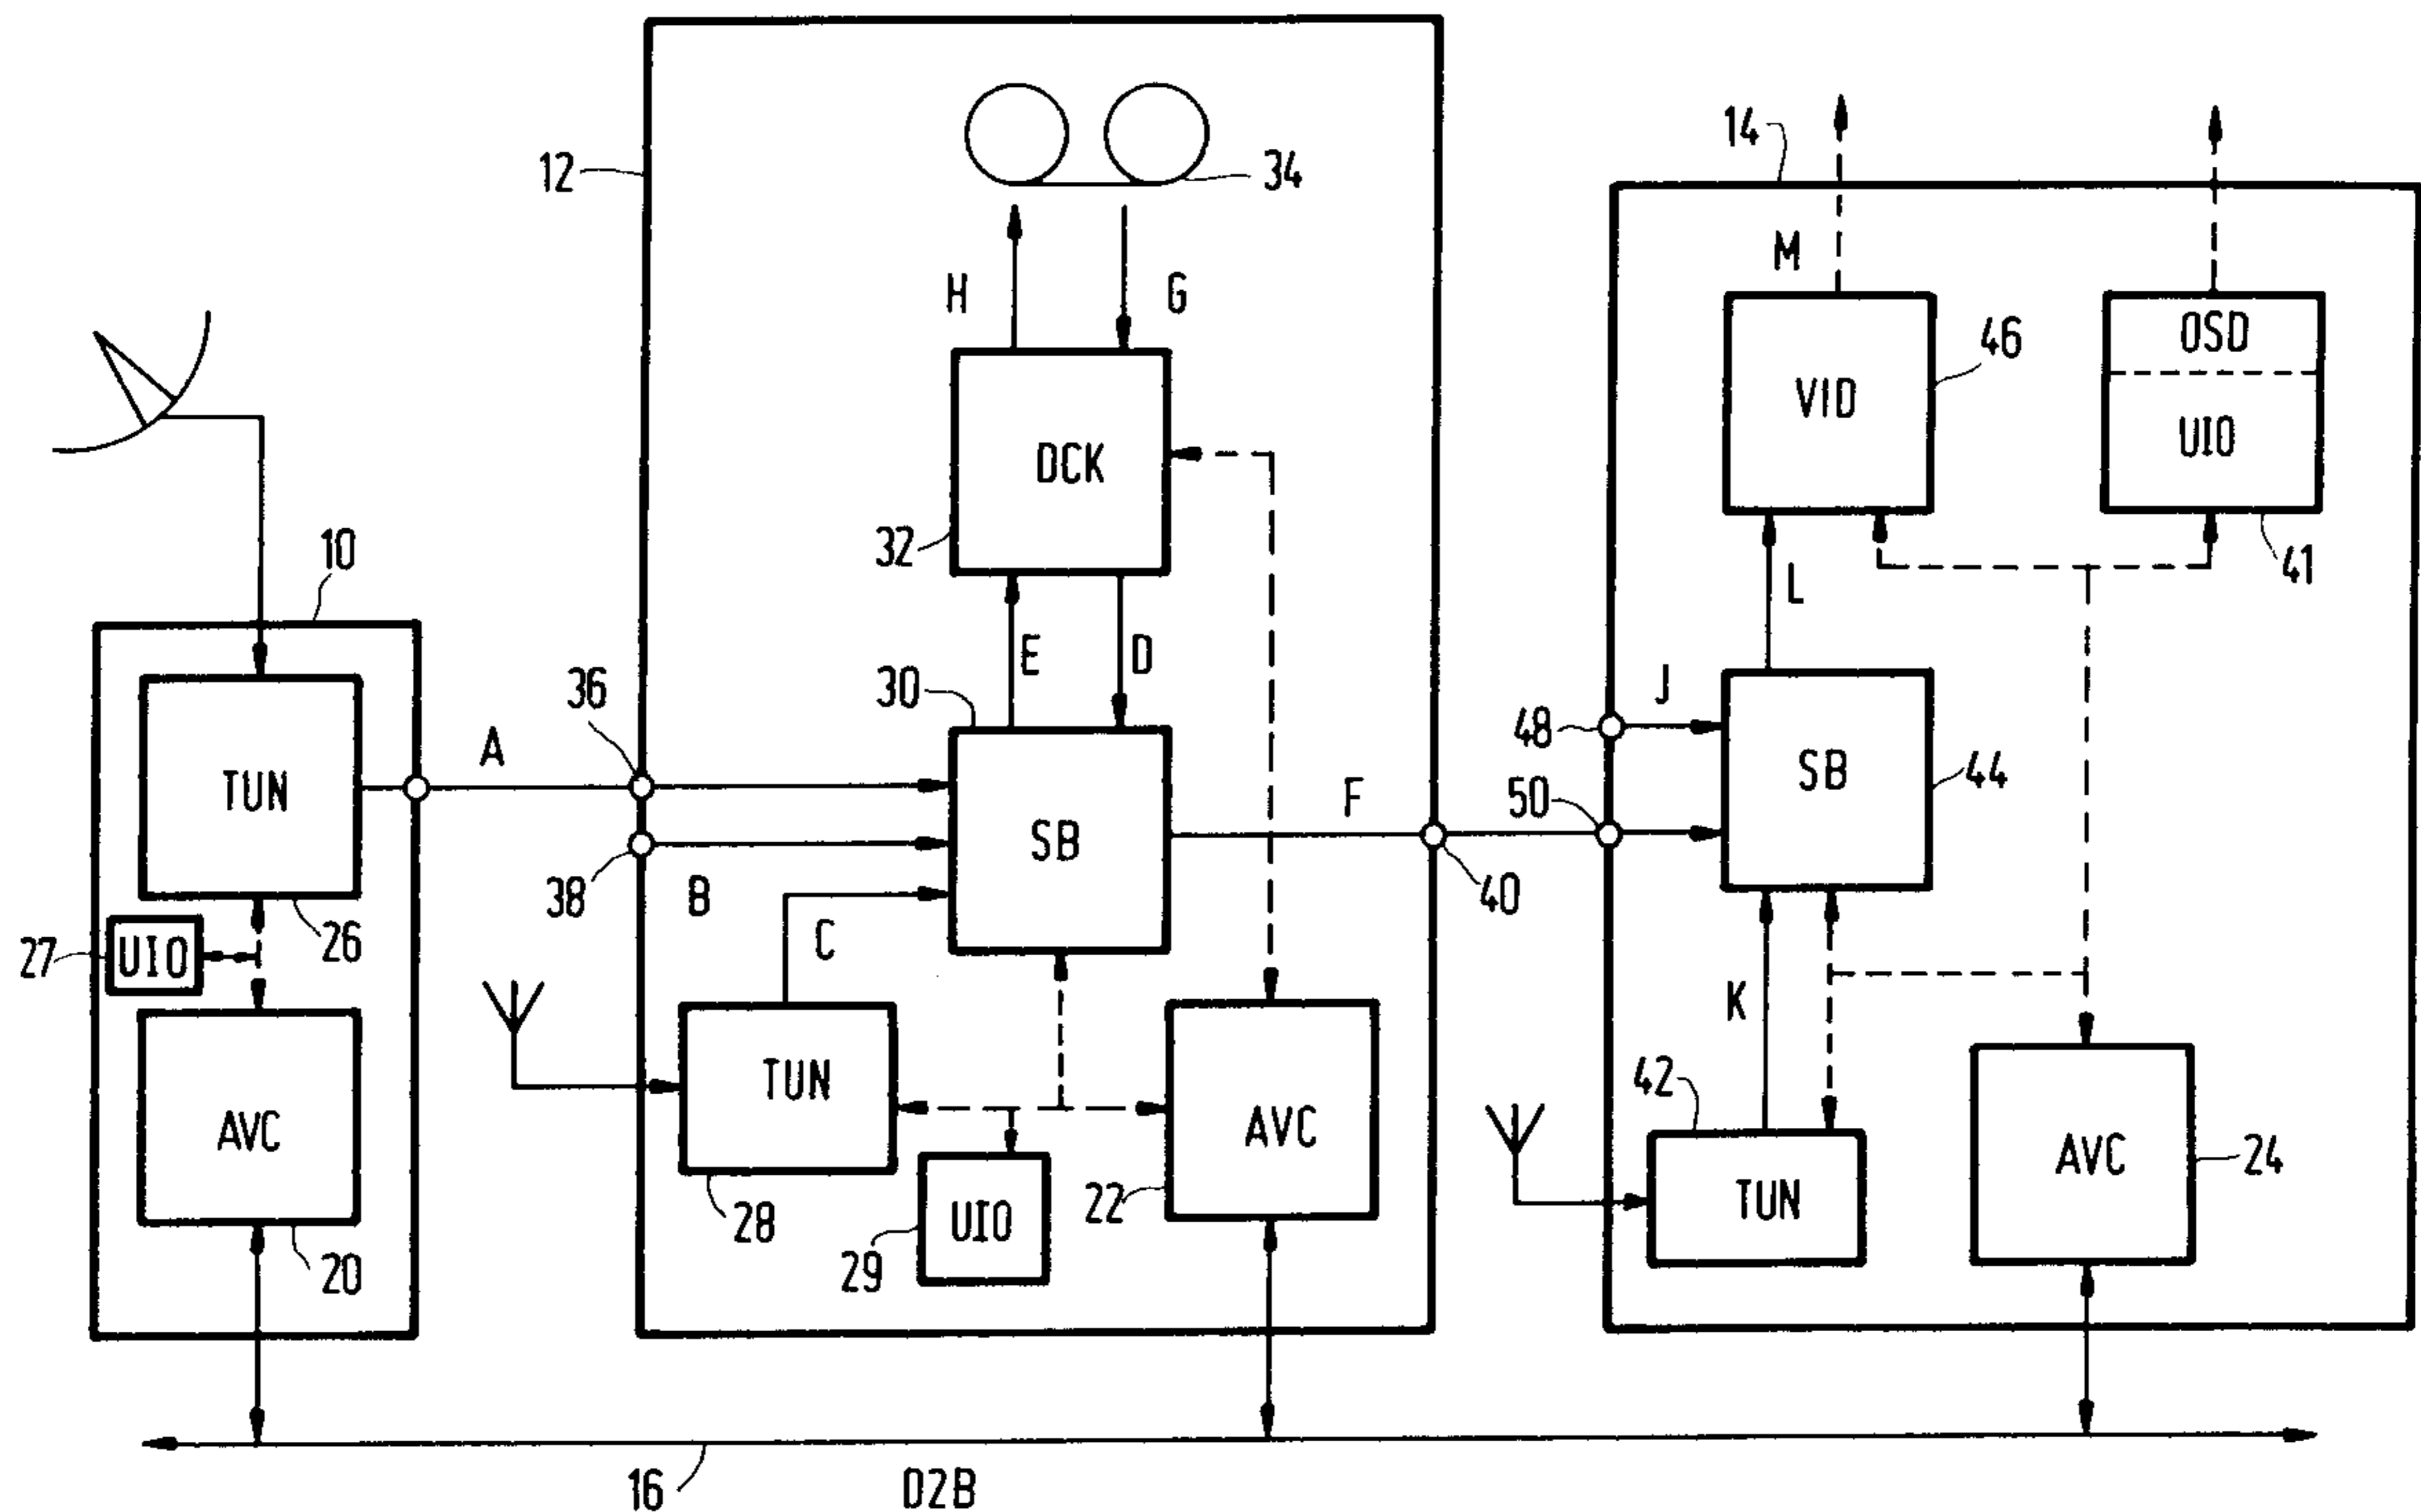 12
34
14
M
H
G
OSD
46
VID
UIO
DCK
32
41
10
L
E
D
36
30
J
48
A
TUN
SB
44
F
50
SB
38
B
40
27
UIO
26
C
K
42
TUN
AVC
AVC
AVC
24
TUN
22
28
UIO
29
20
16
D2B